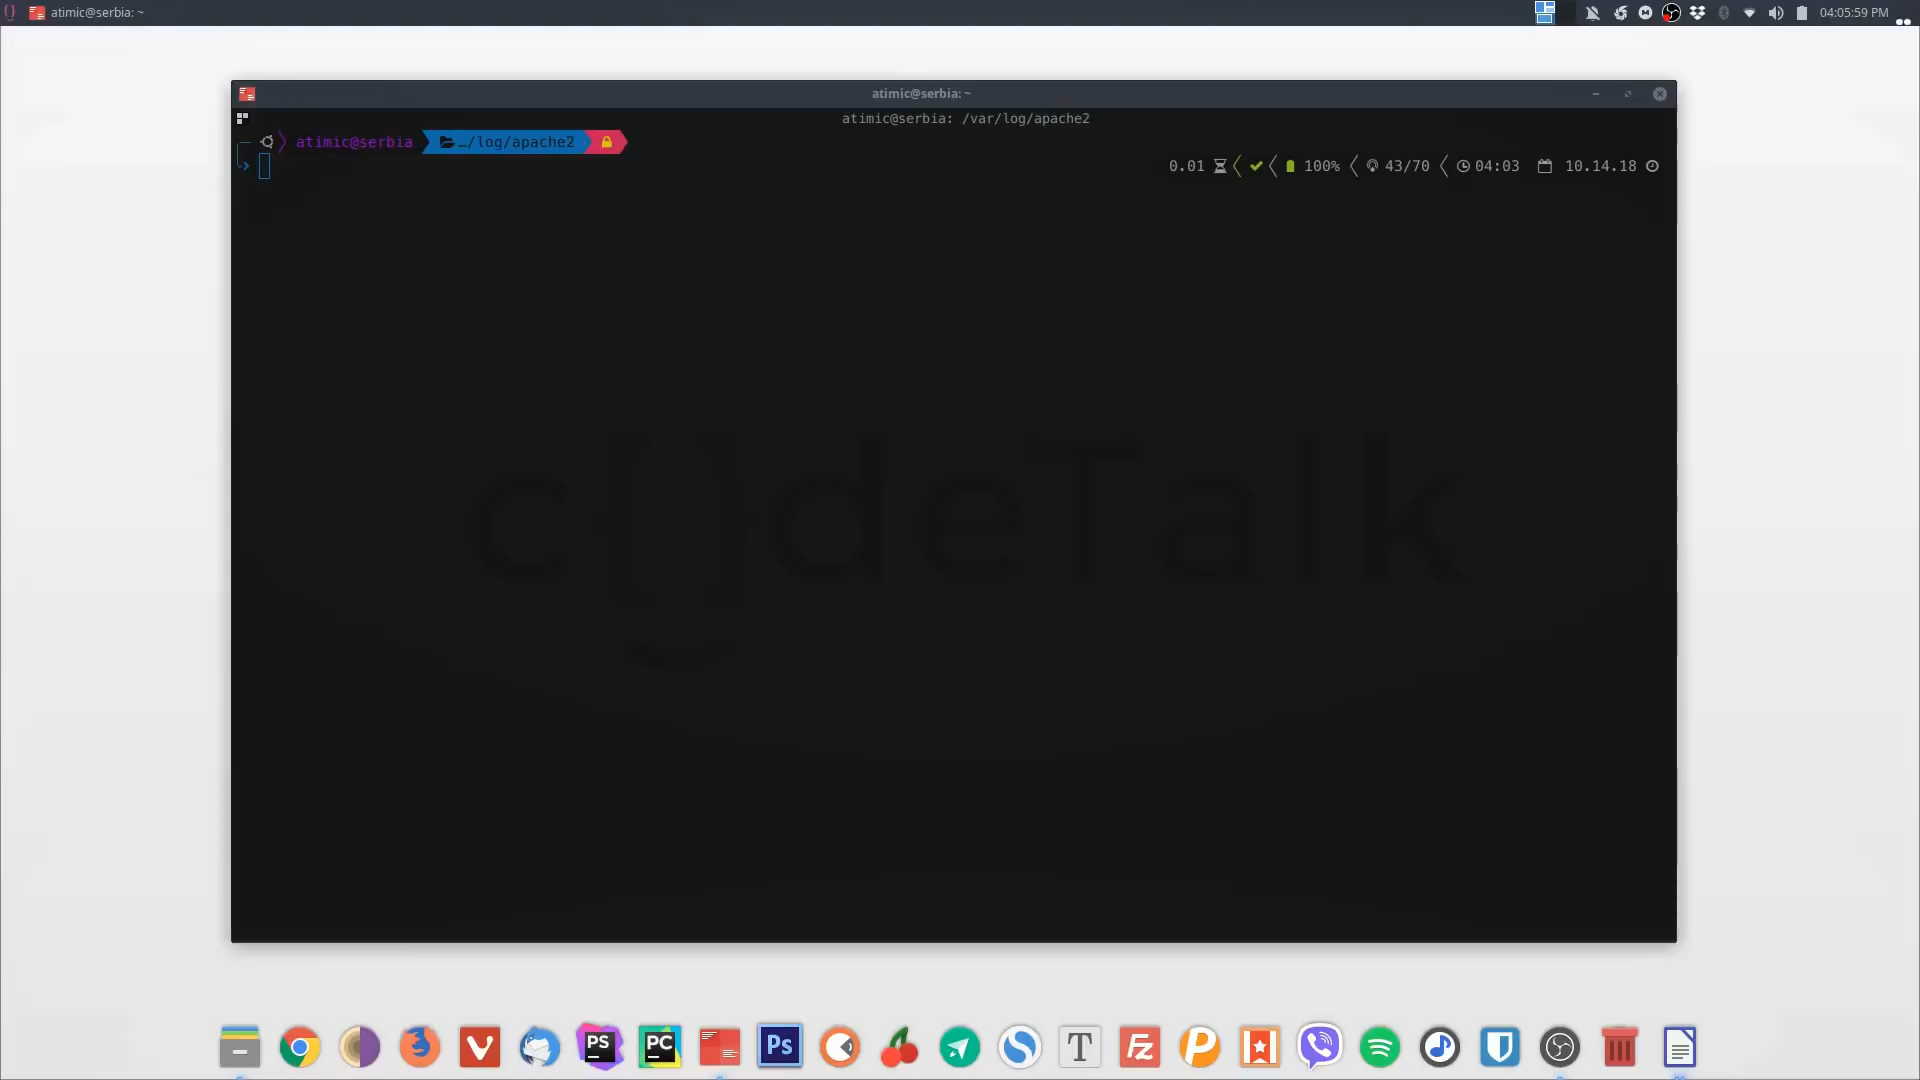 atimic@serbia: ~
04:05:59 PM
atimic@serbia: ~
atimic@serbia: /var/log/apache2
atimic@serbia …/log/apache2
0.01 100% 43/70 04:03 10.14.18
c{}deTalk
PS PC Ps T Fz P